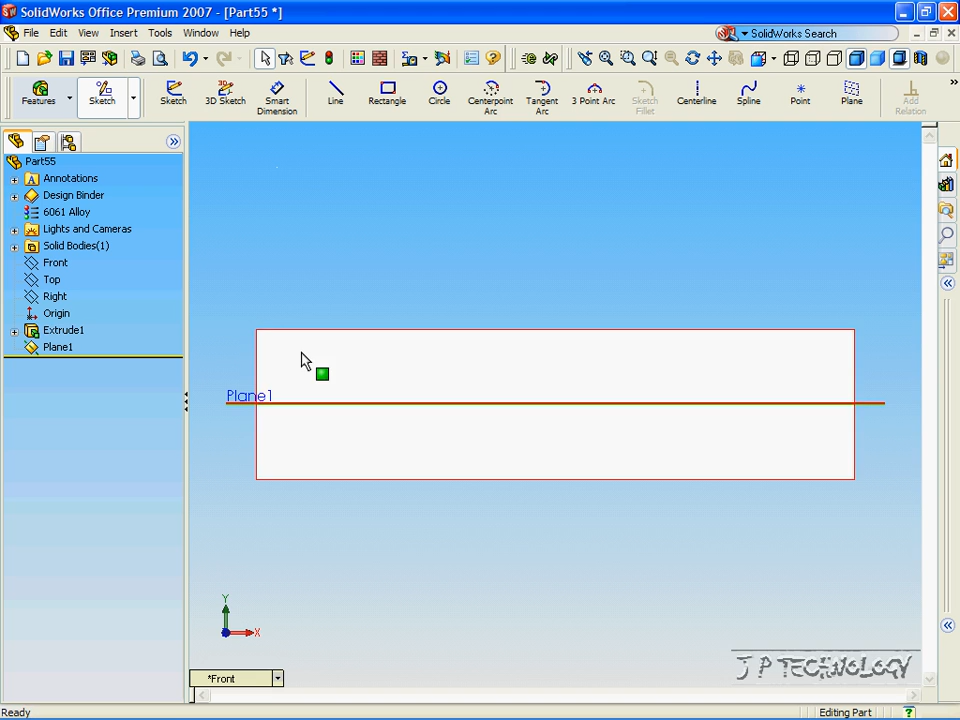 SolidWorks Office Premium 2007 - [Part55 *]
File Edit View Insert Tools Window Help SolidWorks Search
Features Sketch Sketch 3D Sketch Smart Dimension Line Rectangle Circle Centerpoint Arc Tangent Arc 3 Point Arc Sketch Fillet Centerline Spline Point Plane Add Relation
Part55
Annotations
Design Binder
6061 Alloy
Lights and Cameras
Solid Bodies(1)
Front
Top
Right
Origin
Extrude1
Plane1
Plane1
Y
X
*Front
J P TECHNOLOGY
Ready Editing Part